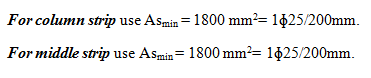 For column strip use Asmin = 1800 mm²= 1ϕ25/200mm.
For middle strip use Asmin = 1800 mm²= 1ϕ25/200mm.